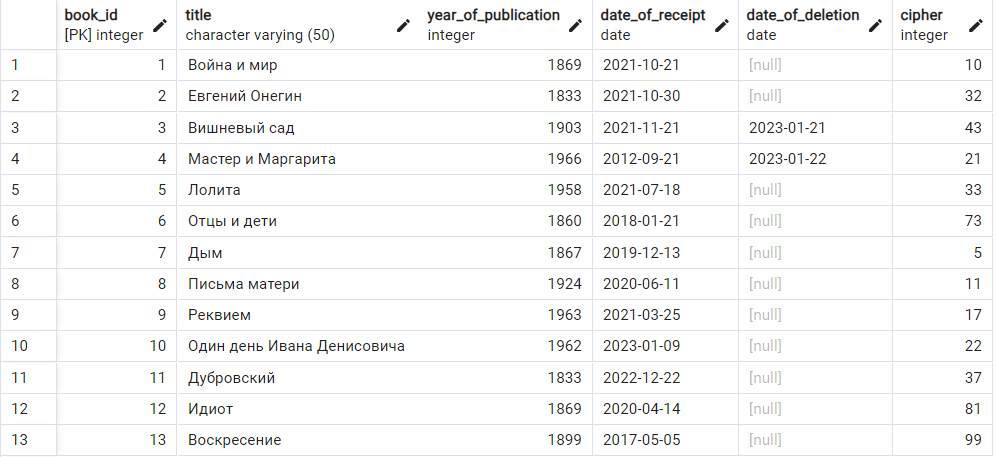 book_id title year_of_publication date_of_receipt date_of_deletion cipher
[PK] integer character varying (50) integer date date integer
1 1 Война и мир 1869 2021-10-21 [null] 10
2 2 Евгений Онегин 1833 2021-10-30 [null] 32
3 3 Вишневый сад 1903 2021-11-21 2023-01-21 43
4 4 Мастер и Маргарита 1966 2012-09-21 2023-01-22 21
5 5 Лолита 1958 2021-07-18 [null] 33
6 6 Отцы и дети 1860 2018-01-21 [null] 73
7 7 Дым 1867 2019-12-13 [null] 5
8 8 Письма матери 1924 2020-06-11 [null] 11
9 9 Реквием 1963 2021-03-25 [null] 17
10 10 Один день Ивана Денисовича 1962 2023-01-09 [null] 22
11 11 Дубровский 1833 2022-12-22 [null] 37
12 12 Идиот 1869 2020-04-14 [null] 81
13 13 Воскресение 1899 2017-05-05 [null] 99